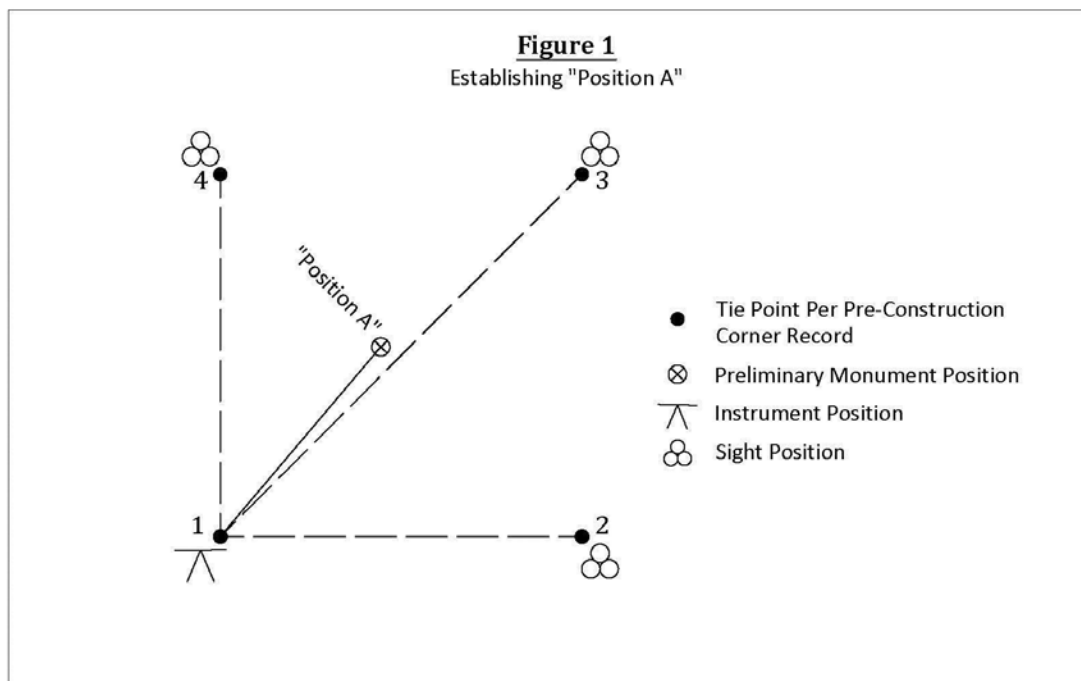 Figure 1
Establishing "Position A"
4
3
"Position A"
Tie Point Per Pre-Construction
Corner Record
Preliminary Monument Position
Instrument Position
Sight Position
1
2